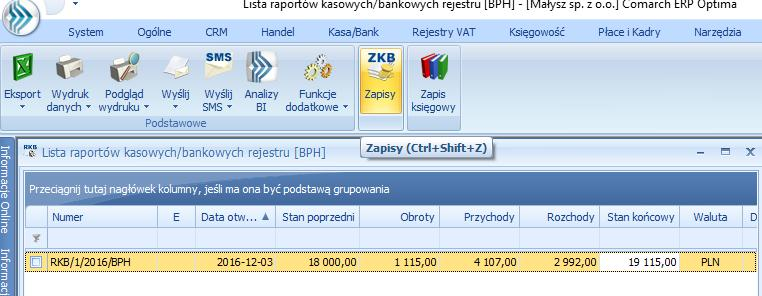 Lista raportów kasowych/bankowych rejestru [BPH] - [Małysz sp. z o.o.] Comarch ERP Optima
System Ogólne CRM Handel Kasa/Bank Rejestry VAT Księgowość Płace i Kadry Narzędzia
SMS ZKB
Eksport Wydruk danych Podgląd wydruku Wyślij Wyślij SMS Analizy BI Funkcje dodatkowe Zapisy Zapis księgowy
Podstawowe
Zapisy (Ctrl+Shift+Z)
RKB Lista raportów kasowych/bankowych rejestru [BPH]
Informacje Online
Przeciągnij tutaj nagłówek kolumny, jeśli ma ona być podstawą grupowania
Numer E Data otw... Stan poprzedni Obroty Przychody Rozchody Stan końcowy Waluta D
RKB/1/2016/BPH 2016-12-03 18 000,00 1 115,00 4 107,00 2 992,00 19 115,00 PLN
Informacj